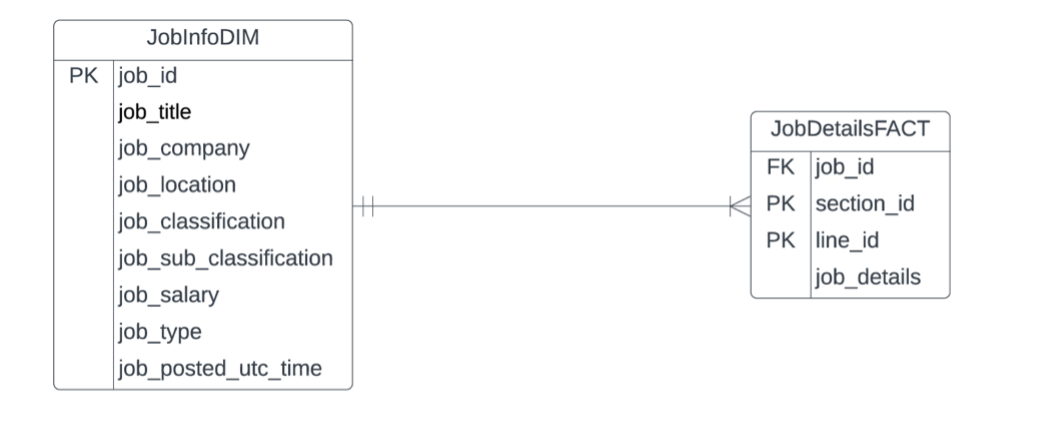 JobInfoDIM
PK job_id
job_title
job_company
job_location
job_classification
job_sub_classification
job_salary
job_type
job_posted_utc_time
JobDetailsFACT
FK job_id
PK section_id
PK line_id
job_details